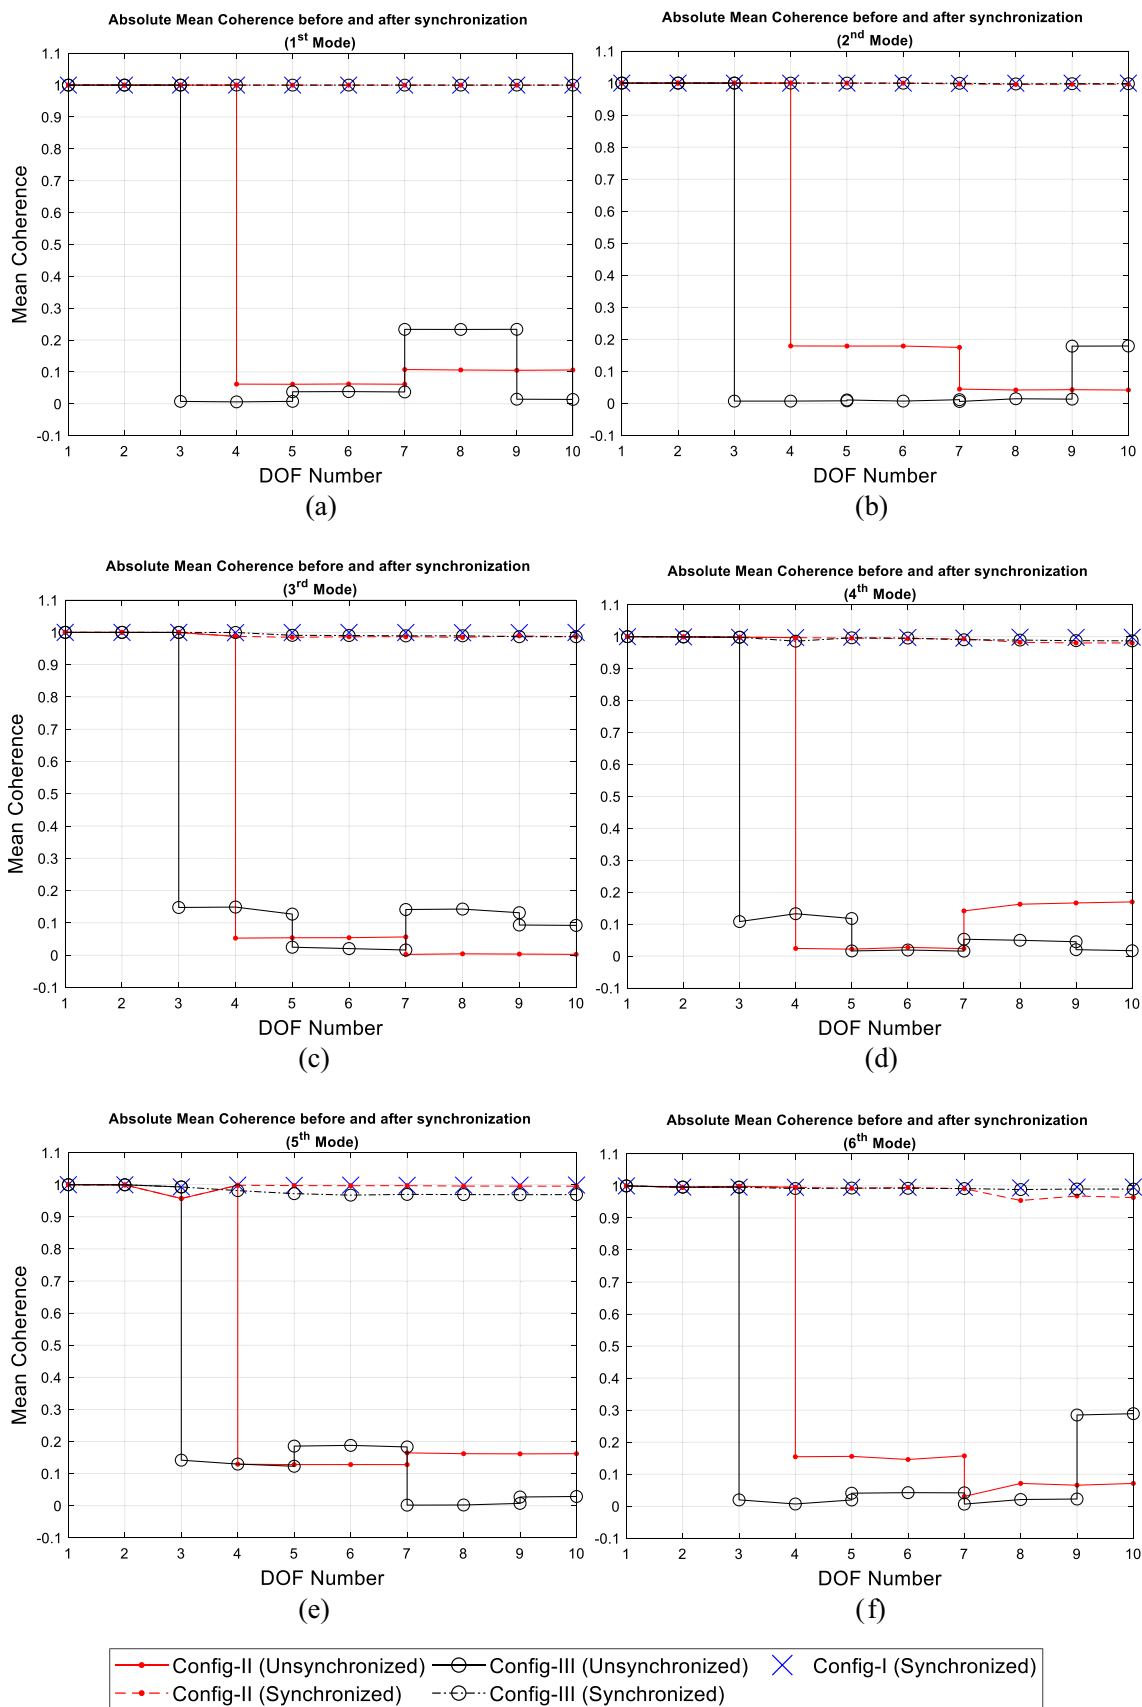 Absolute Mean Coherence before and after synchronization
(1st Mode)
1.1
1
0.9
0.8
0.7
0.6
0.5
0.4
0.3
0.2
0.1
0
-0.1
Mean Coherence
1 2 3 4 5 6 7 8 9 10
DOF Number
(a)
Absolute Mean Coherence before and after synchronization
(2nd Mode)
1.1
1
0.9
0.8
0.7
0.6
0.5
0.4
0.3
0.2
0.1
0
-0.1
1 2 3 4 5 6 7 8 9 10
DOF Number
(b)
Absolute Mean Coherence before and after synchronization
(3rd Mode)
1.1
1
0.9
0.8
0.7
0.6
0.5
0.4
0.3
0.2
0.1
0
-0.1
Mean Coherence
1 2 3 4 5 6 7 8 9 10
DOF Number
(c)
Absolute Mean Coherence before and after synchronization
(4th Mode)
1.1
1
0.9
0.8
0.7
0.6
0.5
0.4
0.3
0.2
0.1
0
-0.1
1 2 3 4 5 6 7 8 9 10
DOF Number
(d)
Absolute Mean Coherence before and after synchronization
(5th Mode)
1.1
1
0.9
0.8
0.7
0.6
0.5
0.4
0.3
0.2
0.1
0
-0.1
Mean Coherence
1 2 3 4 5 6 7 8 9 10
DOF Number
(e)
Absolute Mean Coherence before and after synchronization
(6th Mode)
1.1
1
0.9
0.8
0.7
0.6
0.5
0.4
0.3
0.2
0.1
0
-0.1
1 2 3 4 5 6 7 8 9 10
DOF Number
(f)
Config-II (Unsynchronized) Config-III (Unsynchronized) Config-I (Synchronized)
Config-II (Synchronized) Config-III (Synchronized)